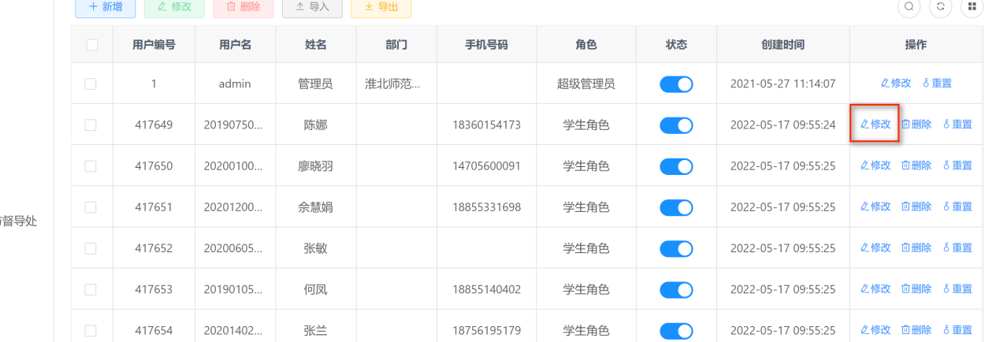 + 新增 修改 删除 导入 导出
用户编号 用户名 姓名 部门 手机号码 角色 状态 创建时间 操作
1 admin 管理员 淮北师范... 超级管理员 2021-05-27 11:14:07 修改 重置
417649 20190750... 陈娜 18360154173 学生角色 2022-05-17 09:55:24 修改 删除 重置
417650 20200100... 廖晓羽 14705600091 学生角色 2022-05-17 09:55:25 修改 删除 重置
417651 20201200... 佘慧娟 18855331698 学生角色 2022-05-17 09:55:25 修改 删除 重置
督导处
417652 20200605... 张敏 学生角色 2022-05-17 09:55:25 修改 删除 重置
417653 20190105... 何凤 18855140402 学生角色 2022-05-17 09:55:25 修改 删除 重置
417654 20201402... 张兰 18756195179 学生角色 2022-05-17 09:55:25 修改 删除 重置